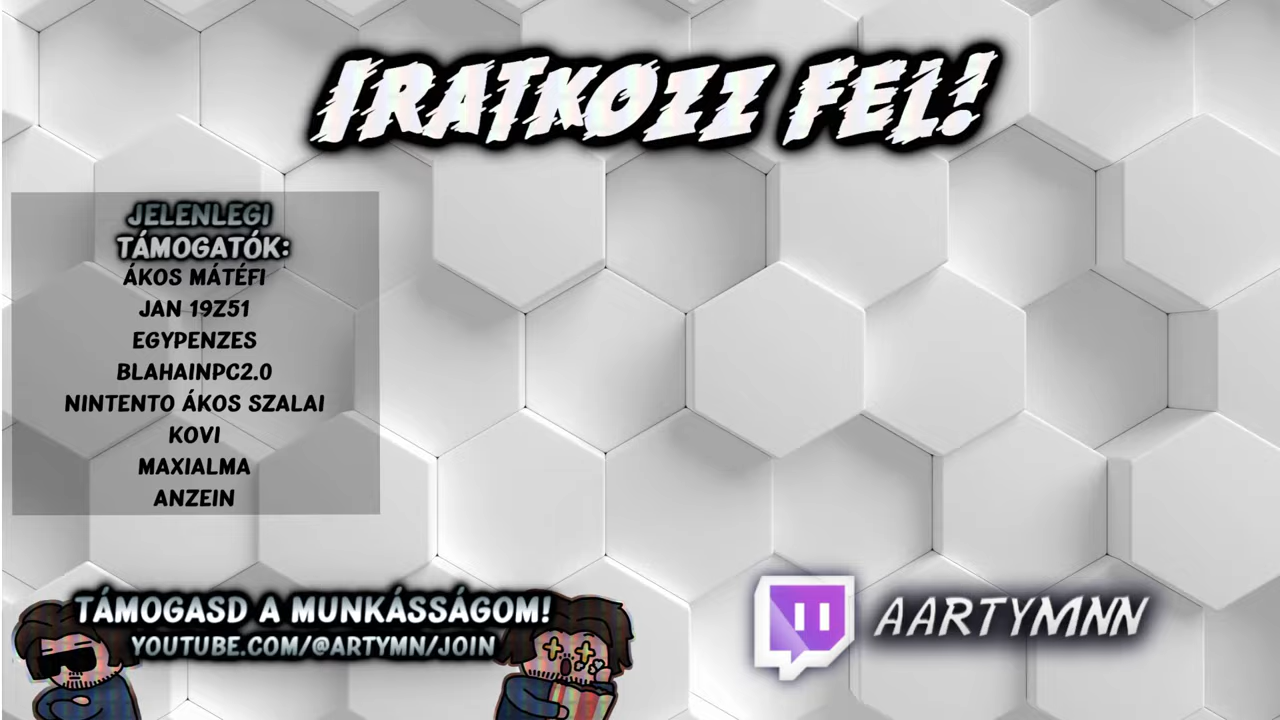 IRATKOZZ FEL!
JELENLEGI
TÁMOGATÓK:
ÁKOS MÁTÉFI
JAN 19Z51
EGYPENZES
BLAHAINPC2.0
NINTENTO ÁKOS SZALAI
KOVI
MAXIALMA
ANZEIN
TÁMOGASD A MUNKÁSSÁGOM!
YOUTUBE.COM/@ARTYMN/JOIN
AARTYMNN